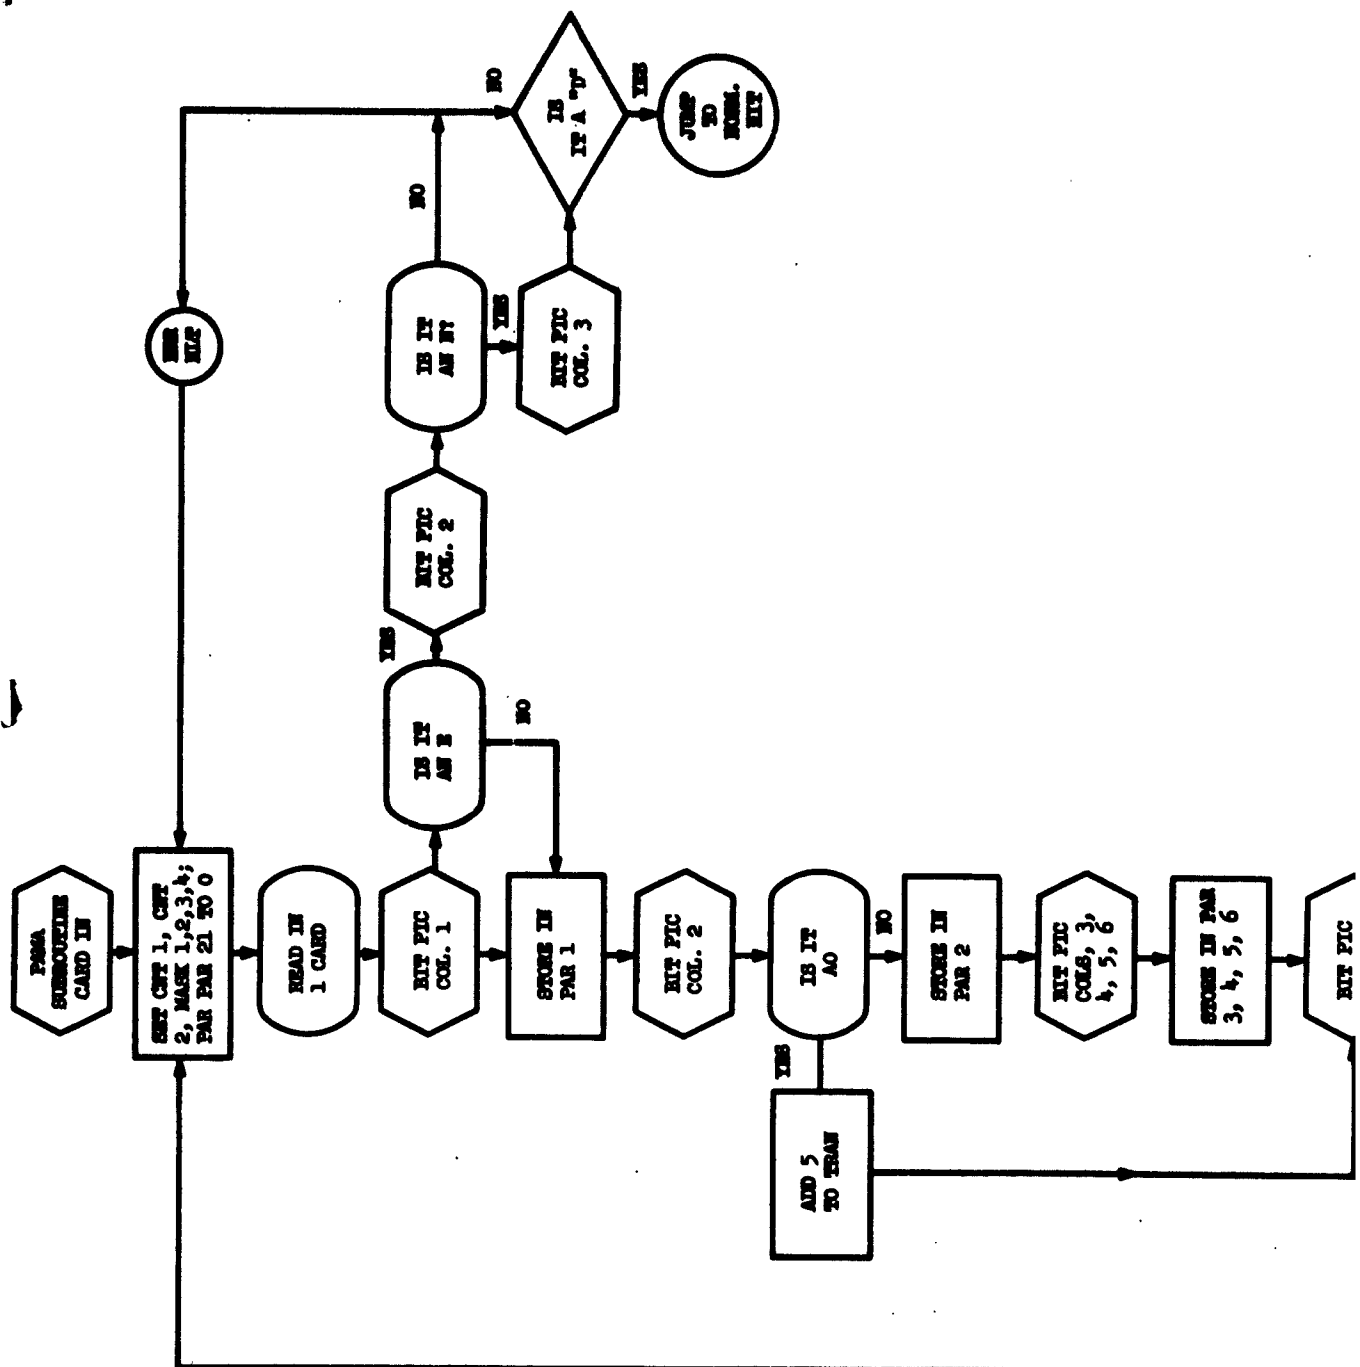 PAMA
SUBROUTINE
CARD IN
SET CNT 1, CNT
2, MASK 1,2,3,4;
PAR PAR 21 TO 0
READ IN
1 CARD
BIT PIC
COL. 1
IS IT
AN E
YES
NO
BIT PIC
COL. 2
IS IT
AN N?
NO
YES
BIT PIC
COL. 3
IS
IT A "D"
NO
YES
JUMP
TO
NORM.
EXIT
STORE IN
PAR 1
BIT PIC
COL. 2
IS IT
AO
YES
NO
ADD 5
TO TRAN
STORE IN
PAR 2
BIT PIC
COLS, 3,
4, 5, 6
STORE IN PAR
3, 4, 5, 6
BIT PIC